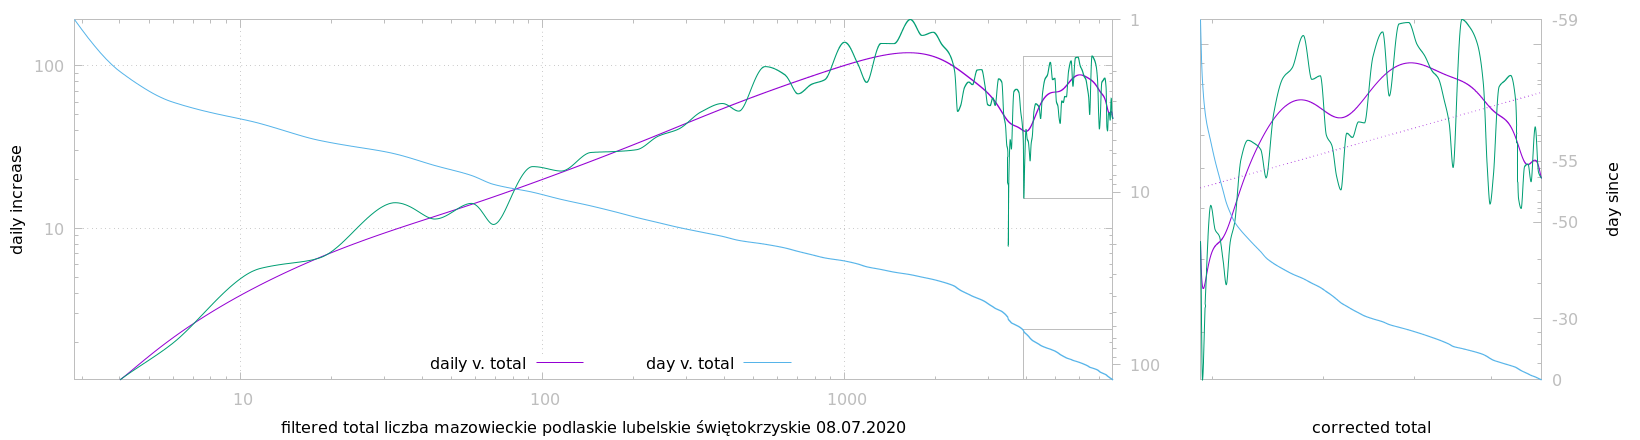 daily increase
100
10
daily v. total
day v. total
10
100
1000
1
10
100
filtered total liczba mazowieckie podlaskie lubelskie świętokrzyskie 08.07.2020
-59
-55
-50
-30
0
day since
corrected total